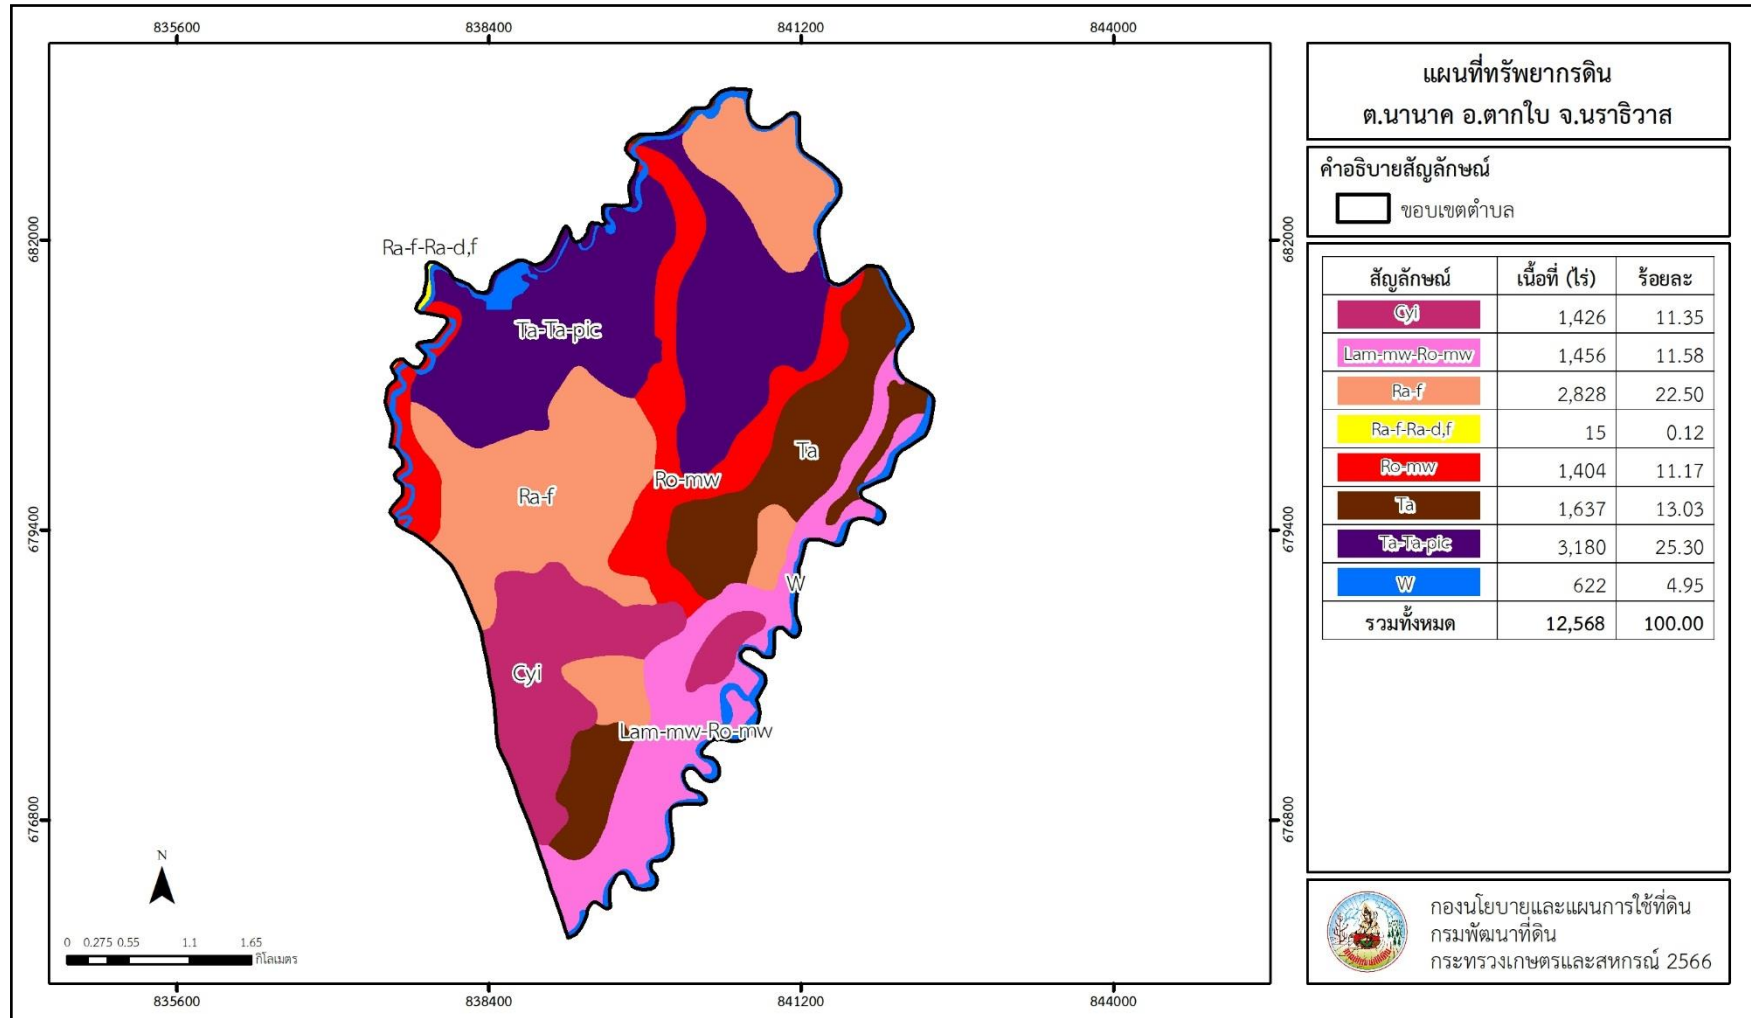 835600 838400 841200 844000
แผนที่ทรัพยากรดิน
ต.นานาค อ.ตากใบ จ.นราธิวาส
คำอธิบายสัญลักษณ์
ขอบเขตตำบล
682000 682000
Ra-f-Ra-d,f
Ta-Ta-pic
Ta
Ro-mw
Ra-f
679400 679400
W
Cyi
Lam-mw-Ro-mw
676800 676800
สัญลักษณ์ เนื้อที่ (ไร่) ร้อยละ
Cyi 1,426 11.35
Lam-mw-Ro-mw 1,456 11.58
Ra-f 2,828 22.50
Ra-f-Ra-d,f 15 0.12
Ro-mw 1,404 11.17
Ta 1,637 13.03
Ta-Ta-pic 3,180 25.30
W 622 4.95
รวมทั้งหมด 12,568 100.00
N
0 0.275 0.55 1.1 1.65
กิโลเมตร
835600 838400 841200 844000
กองนโยบายและแผนการใช้ที่ดิน
กรมพัฒนาที่ดิน
กระทรวงเกษตรและสหกรณ์ 2566